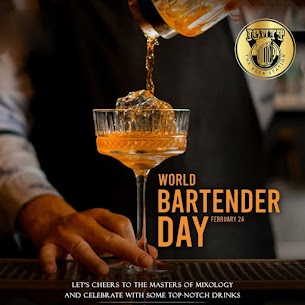 WORLD
BARTENDER
DAY
FEBRUARY 24
LET'S CHEERS TO THE MASTERS OF MIXOLOGY
AND CELEBRATE WITH SOME TOP-NOTCH DRINKS